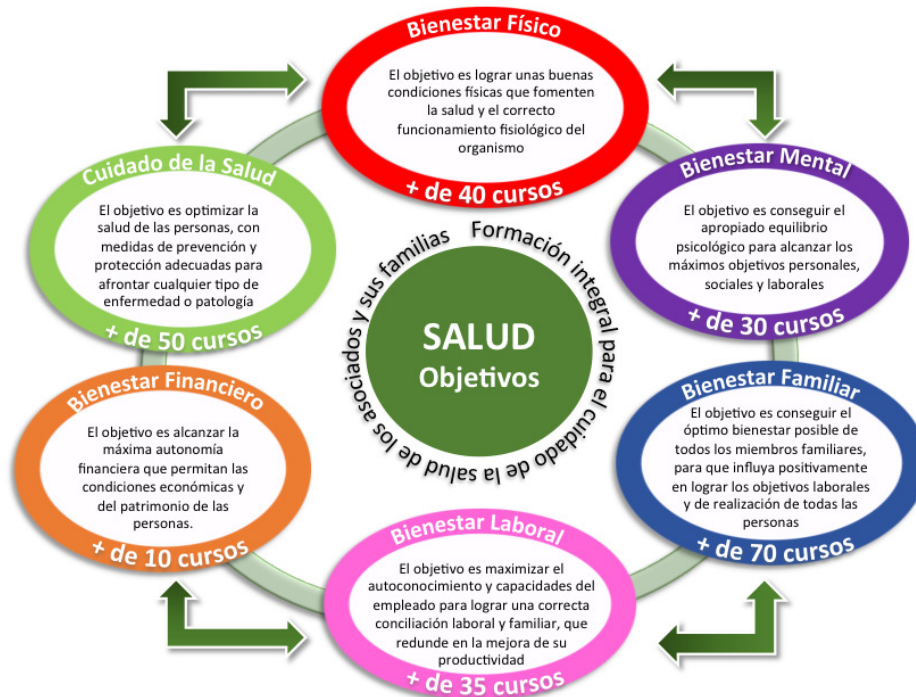 Bienestar Físico
El objetivo es lograr unas buenas
condiciones físicas que fomenten
la salud y el correcto
funcionamiento fisiológico del
organismo
+ de 40 cursos
Cuidado de la Salud
El objetivo es optimizar la
salud de las personas, con
medidas de prevención y
protección adecuadas para
afrontar cualquier tipo de
enfermedad o patología
+ de 50 cursos
Bienestar Mental
El objetivo es conseguir el
apropiado equilibrio
psicológico para alcanzar los
máximos objetivos personales,
sociales y laborales
+ de 30 cursos
Formación integral para el cuidado de la salud de los asociados y sus familias
SALUD
Objetivos
Bienestar Financiero
El objetivo es alcanzar la
máxima autonomía
financiera que permitan las
condiciones económicas y
del patrimonio de las
personas.
+ de 10 cursos
Bienestar Familiar
El objetivo es conseguir el
óptimo bienestar posible de
todos los miembros familiares,
para que influya positivamente
en lograr los objetivos laborales
y de realización de todas las
personas
+ de 70 cursos
Bienestar Laboral
El objetivo es maximizar el
autoconocimiento y capacidades del
empleado para lograr una correcta
conciliación laboral y familiar, que
redunde en la mejora de su
productividad
+ de 35 cursos